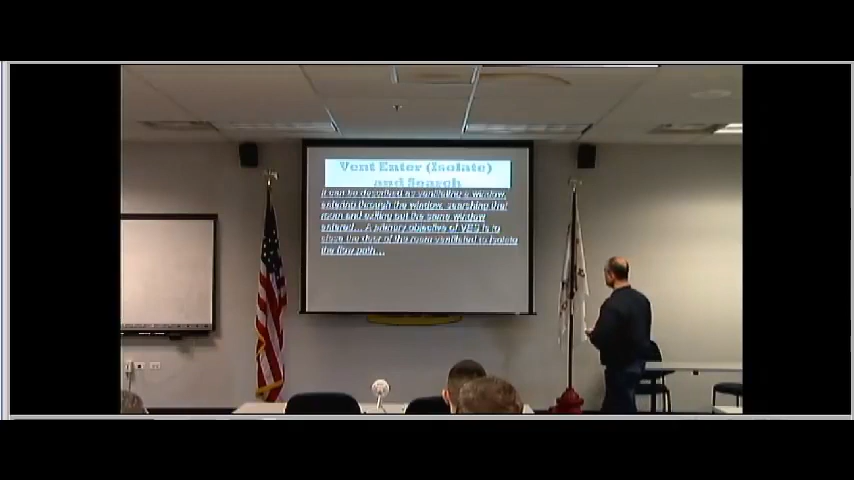 Vent Enter (Isolate)
and Search
It can be described as ventilating a window,
entering through the window, searching that
room and exiting out the same window
entered... A primary objective of VES is to
close the door of the room ventilated to isolate
the flow path...